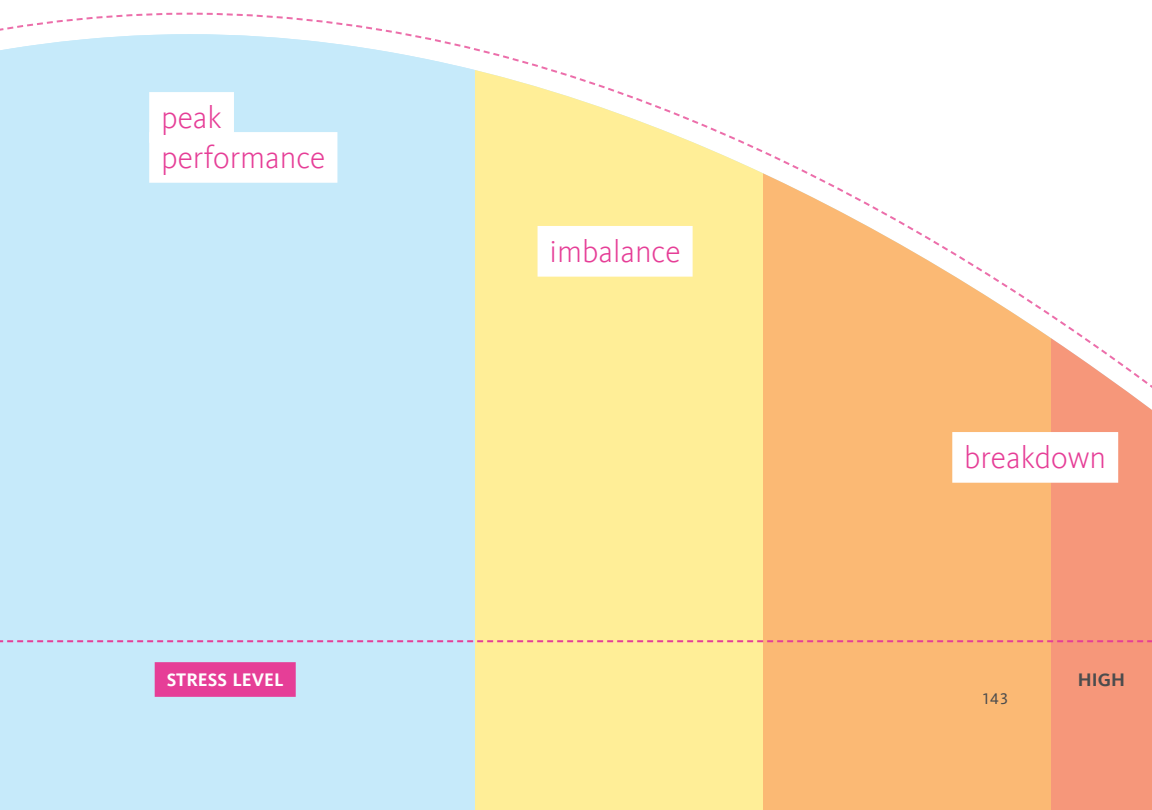 peak
performance
imbalance
breakdown
STRESS LEVEL
HIGH
143